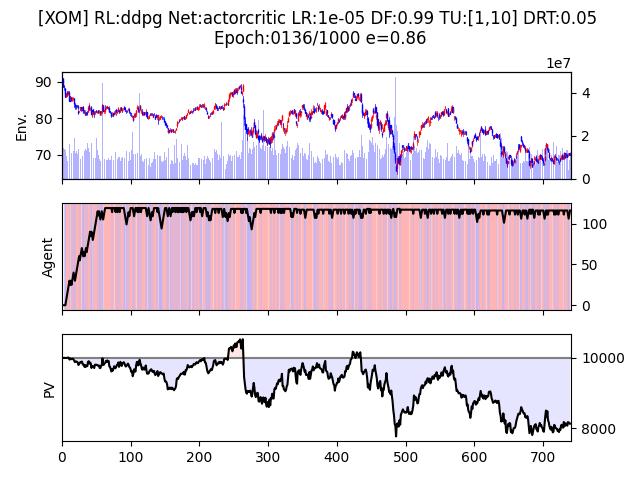 [XOM] RL:ddpg Net:actorcritic LR:1e-05 DF:0.99 TU:[1,10] DRT:0.05
Epoch:0136/1000 e=0.86
1e7
Env.
90
80
70
4
2
0
Agent
100
50
0
PV
10000
8000
0 100 200 300 400 500 600 700